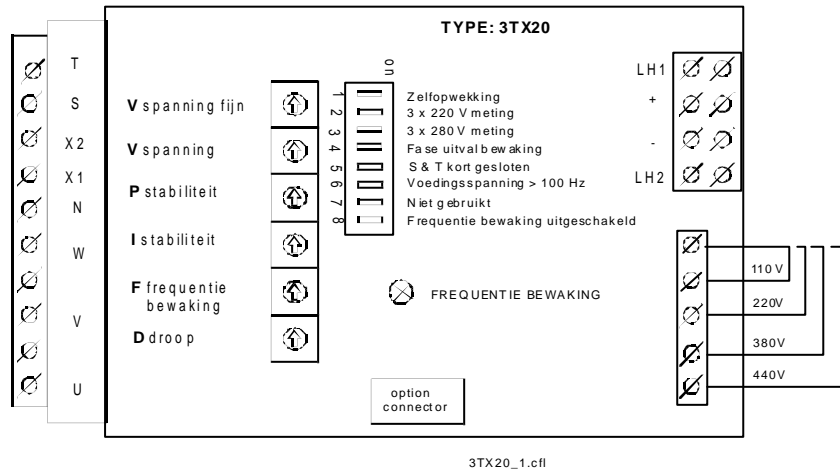 TYPE: 3TX20
T
S
X2
X1
N
W
V
U
V spanning fijn
V spanning
P stabiliteit
I stabiliteit
F frequentie
bewaking
D droop
on
1
2
3
4
5
6
7
8
Zelfopwekking
3 x 220 V meting
3 x 280 V meting
Fase uitval bewaking
S & T kort gesloten
Voedingsspanning > 100 Hz
Niet gebruikt
Frequentie bewaking uitgeschakeld
FREQUENTIE BEWAKING
option
connector
LH1
+
-
LH2
110 V
220V
380V
440V
3TX20_1.cfl